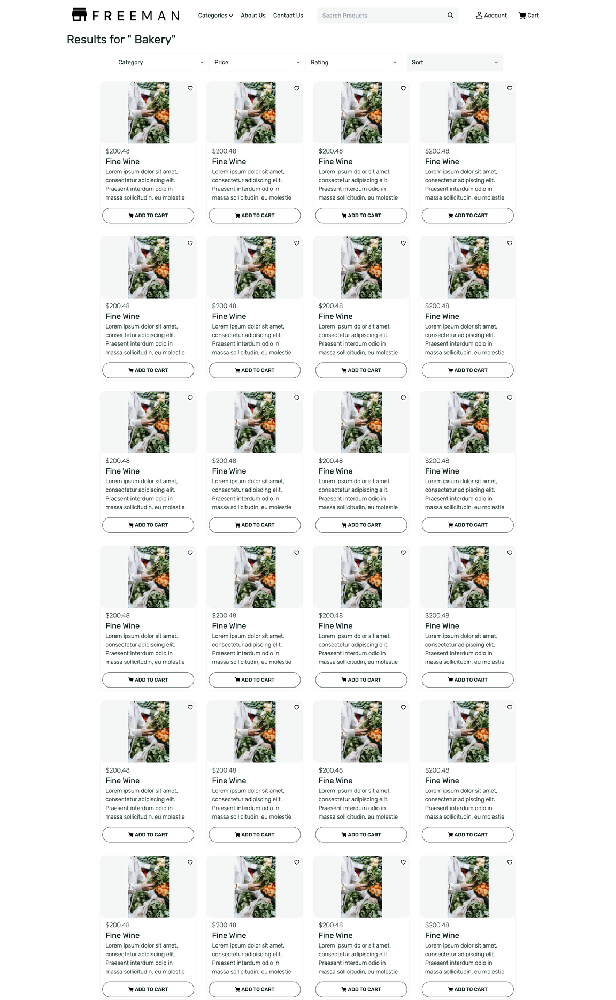 FREEMAN Categories About Us Contact Us Search Products Account Cart
Results for " Bakery"
Category Price Rating Sort
$200.48 $200.48 $200.48 $200.48
Fine Wine Fine Wine Fine Wine Fine Wine
Lorem ipsum dolor sit amet, Lorem ipsum dolor sit amet, Lorem ipsum dolor sit amet, Lorem ipsum dolor sit amet,
consectetur adipiscing elit. consectetur adipiscing elit. consectetur adipiscing elit. consectetur adipiscing elit.
Praesent interdum odio in Praesent interdum odio in Praesent interdum odio in Praesent interdum odio in
massa sollicitudin, eu molestie massa sollicitudin, eu molestie massa sollicitudin, eu molestie massa sollicitudin, eu molestie
ADD TO CART ADD TO CART ADD TO CART ADD TO CART
$200.48 $200.48 $200.48 $200.48
Fine Wine Fine Wine Fine Wine Fine Wine
Lorem ipsum dolor sit amet, Lorem ipsum dolor sit amet, Lorem ipsum dolor sit amet, Lorem ipsum dolor sit amet,
consectetur adipiscing elit. consectetur adipiscing elit. consectetur adipiscing elit. consectetur adipiscing elit.
Praesent interdum odio in Praesent interdum odio in Praesent interdum odio in Praesent interdum odio in
massa sollicitudin, eu molestie massa sollicitudin, eu molestie massa sollicitudin, eu molestie massa sollicitudin, eu molestie
ADD TO CART ADD TO CART ADD TO CART ADD TO CART
$200.48 $200.48 $200.48 $200.48
Fine Wine Fine Wine Fine Wine Fine Wine
Lorem ipsum dolor sit amet, Lorem ipsum dolor sit amet, Lorem ipsum dolor sit amet, Lorem ipsum dolor sit amet,
consectetur adipiscing elit. consectetur adipiscing elit. consectetur adipiscing elit. consectetur adipiscing elit.
Praesent interdum odio in Praesent interdum odio in Praesent interdum odio in Praesent interdum odio in
massa sollicitudin, eu molestie massa sollicitudin, eu molestie massa sollicitudin, eu molestie massa sollicitudin, eu molestie
ADD TO CART ADD TO CART ADD TO CART ADD TO CART
$200.48 $200.48 $200.48 $200.48
Fine Wine Fine Wine Fine Wine Fine Wine
Lorem ipsum dolor sit amet, Lorem ipsum dolor sit amet, Lorem ipsum dolor sit amet, Lorem ipsum dolor sit amet,
consectetur adipiscing elit. consectetur adipiscing elit. consectetur adipiscing elit. consectetur adipiscing elit.
Praesent interdum odio in Praesent interdum odio in Praesent interdum odio in Praesent interdum odio in
massa sollicitudin, eu molestie massa sollicitudin, eu molestie massa sollicitudin, eu molestie massa sollicitudin, eu molestie
ADD TO CART ADD TO CART ADD TO CART ADD TO CART
$200.48 $200.48 $200.48 $200.48
Fine Wine Fine Wine Fine Wine Fine Wine
Lorem ipsum dolor sit amet, Lorem ipsum dolor sit amet, Lorem ipsum dolor sit amet, Lorem ipsum dolor sit amet,
consectetur adipiscing elit. consectetur adipiscing elit. consectetur adipiscing elit. consectetur adipiscing elit.
Praesent interdum odio in Praesent interdum odio in Praesent interdum odio in Praesent interdum odio in
massa sollicitudin, eu molestie massa sollicitudin, eu molestie massa sollicitudin, eu molestie massa sollicitudin, eu molestie
ADD TO CART ADD TO CART ADD TO CART ADD TO CART
$200.48 $200.48 $200.48 $200.48
Fine Wine Fine Wine Fine Wine Fine Wine
Lorem ipsum dolor sit amet, Lorem ipsum dolor sit amet, Lorem ipsum dolor sit amet, Lorem ipsum dolor sit amet,
consectetur adipiscing elit. consectetur adipiscing elit. consectetur adipiscing elit. consectetur adipiscing elit.
Praesent interdum odio in Praesent interdum odio in Praesent interdum odio in Praesent interdum odio in
massa sollicitudin, eu molestie massa sollicitudin, eu molestie massa sollicitudin, eu molestie massa sollicitudin, eu molestie
ADD TO CART ADD TO CART ADD TO CART ADD TO CART